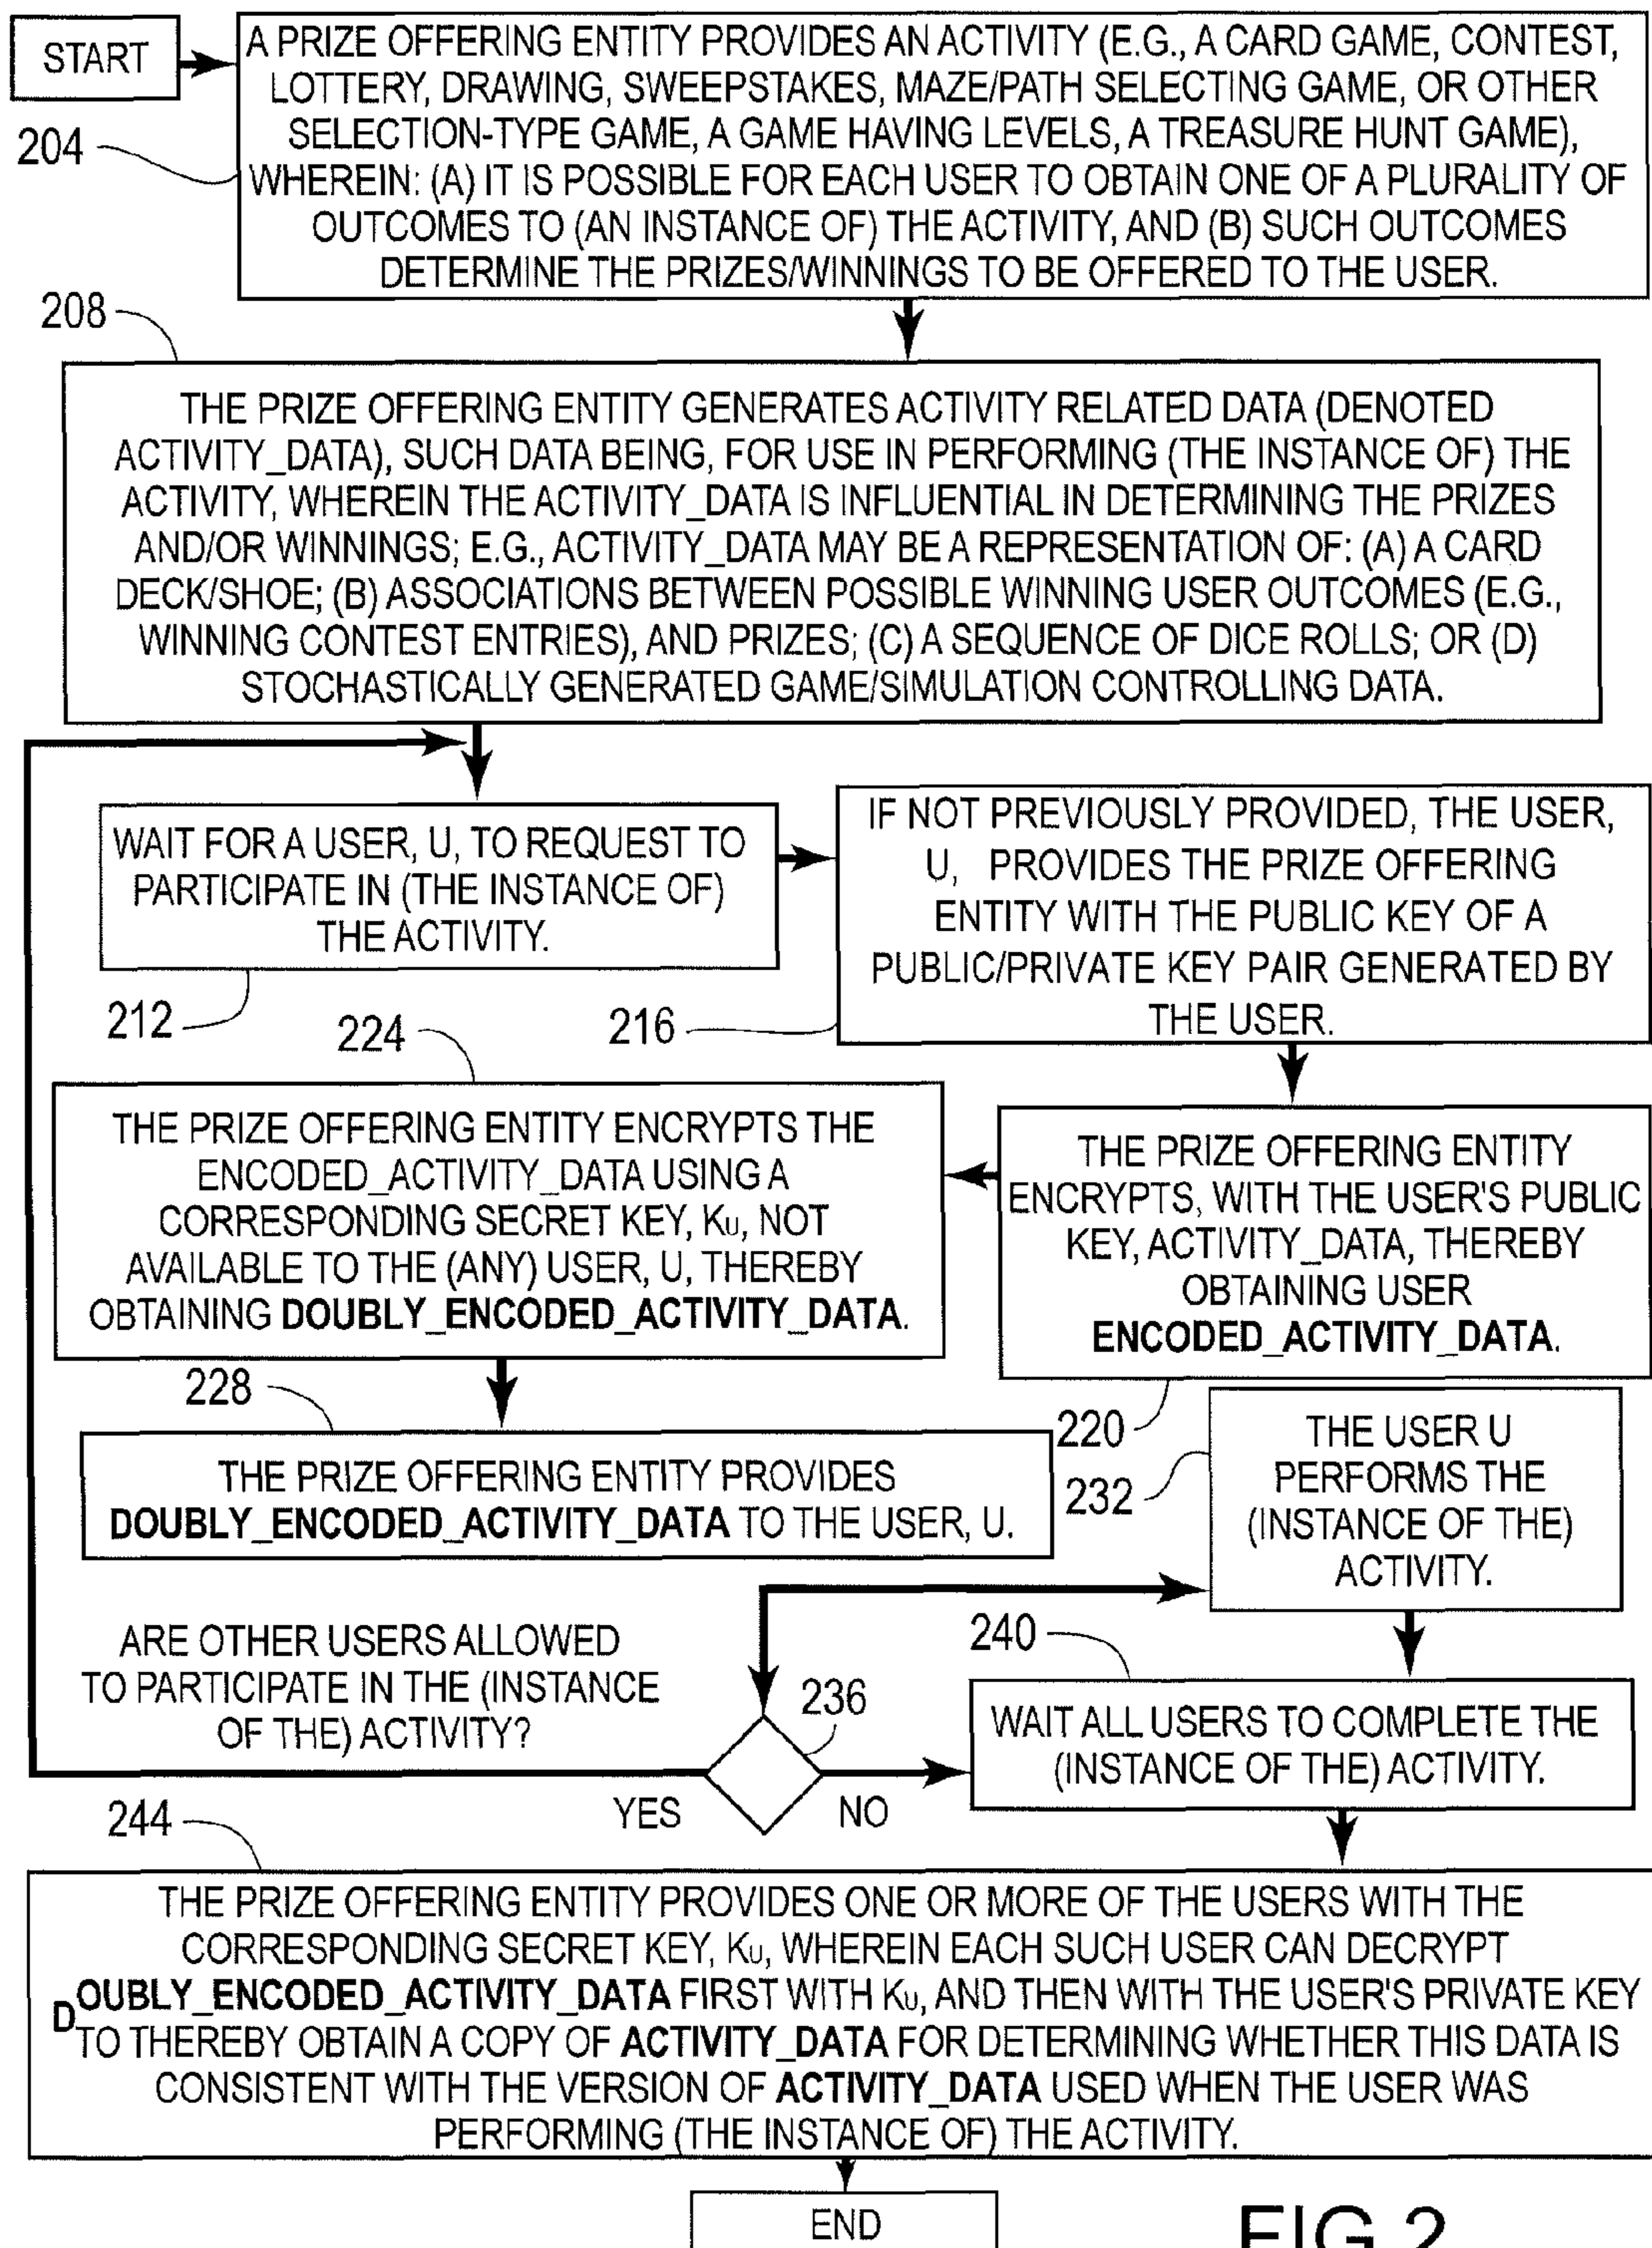 START
A PRIZE OFFERING ENTITY PROVIDES AN ACTIVITY (E.G., A CARD GAME, CONTEST,
LOTTERY, DRAWING, SWEEPSTAKES, MAZE/PATH SELECTING GAME, OR OTHER
SELECTION-TYPE GAME, A GAME HAVING LEVELS, A TREASURE HUNT GAME),
WHEREIN: (A) IT IS POSSIBLE FOR EACH USER TO OBTAIN ONE OF A PLURALITY OF
OUTCOMES TO (AN INSTANCE OF) THE ACTIVITY, AND (B) SUCH OUTCOMES
DETERMINE THE PRIZES/WINNINGS TO BE OFFERED TO THE USER.
204
208
THE PRIZE OFFERING ENTITY GENERATES ACTIVITY RELATED DATA (DENOTED
ACTIVITY_DATA), SUCH DATA BEING, FOR USE IN PERFORMING (THE INSTANCE OF) THE
ACTIVITY, WHEREIN THE ACTIVITY_DATA IS INFLUENTIAL IN DETERMINING THE PRIZES
AND/OR WINNINGS; E.G., ACTIVITY_DATA MAY BE A REPRESENTATION OF: (A) A CARD
DECK/SHOE; (B) ASSOCIATIONS BETWEEN POSSIBLE WINNING USER OUTCOMES (E.G.,
WINNING CONTEST ENTRIES), AND PRIZES; (C) A SEQUENCE OF DICE ROLLS; OR (D)
STOCHASTICALLY GENERATED GAME/SIMULATION CONTROLLING DATA.
WAIT FOR A USER, U, TO REQUEST TO
PARTICIPATE IN (THE INSTANCE OF)
THE ACTIVITY.
212
IF NOT PREVIOUSLY PROVIDED, THE USER,
U, PROVIDES THE PRIZE OFFERING
ENTITY WITH THE PUBLIC KEY OF A
PUBLIC/PRIVATE KEY PAIR GENERATED BY
THE USER.
216
224
THE PRIZE OFFERING ENTITY ENCRYPTS THE
ENCODED_ACTIVITY_DATA USING A
CORRESPONDING SECRET KEY, KU, NOT
AVAILABLE TO THE (ANY) USER, U, THEREBY
OBTAINING DOUBLY_ENCODED_ACTIVITY_DATA.
THE PRIZE OFFERING ENTITY
ENCRYPTS, WITH THE USER'S PUBLIC
KEY, ACTIVITY_DATA, THEREBY
OBTAINING USER
ENCODED_ACTIVITY_DATA.
220
228
THE PRIZE OFFERING ENTITY PROVIDES
DOUBLY_ENCODED_ACTIVITY_DATA TO THE USER, U.
232
THE USER U
PERFORMS THE
(INSTANCE OF THE)
ACTIVITY.
ARE OTHER USERS ALLOWED
TO PARTICIPATE IN THE (INSTANCE
OF THE) ACTIVITY?
236
YES
NO
240
WAIT ALL USERS TO COMPLETE THE
(INSTANCE OF THE) ACTIVITY.
244
THE PRIZE OFFERING ENTITY PROVIDES ONE OR MORE OF THE USERS WITH THE
CORRESPONDING SECRET KEY, KU, WHEREIN EACH SUCH USER CAN DECRYPT
DOUBLY_ENCODED_ACTIVITY_DATA FIRST WITH KU, AND THEN WITH THE USER'S PRIVATE KEY
TO THEREBY OBTAIN A COPY OF ACTIVITY_DATA FOR DETERMINING WHETHER THIS DATA IS
CONSISTENT WITH THE VERSION OF ACTIVITY_DATA USED WHEN THE USER WAS
PERFORMING (THE INSTANCE OF) THE ACTIVITY.
END
FIG.2